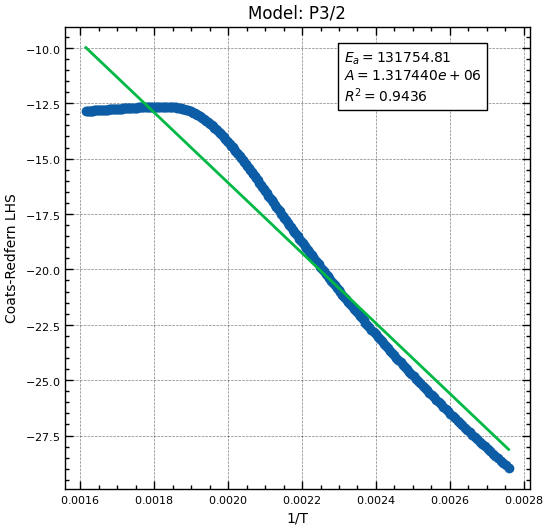 Model: P3/2
Eₐ = 131754.81
A = 1.317440e + 06
R² = 0.9436
Coats-Redfern LHS
−10.0
−12.5
−15.0
−17.5
−20.0
−22.5
−25.0
−27.5
0.0016 0.0018 0.0020 0.0022 0.0024 0.0026 0.0028
1/T